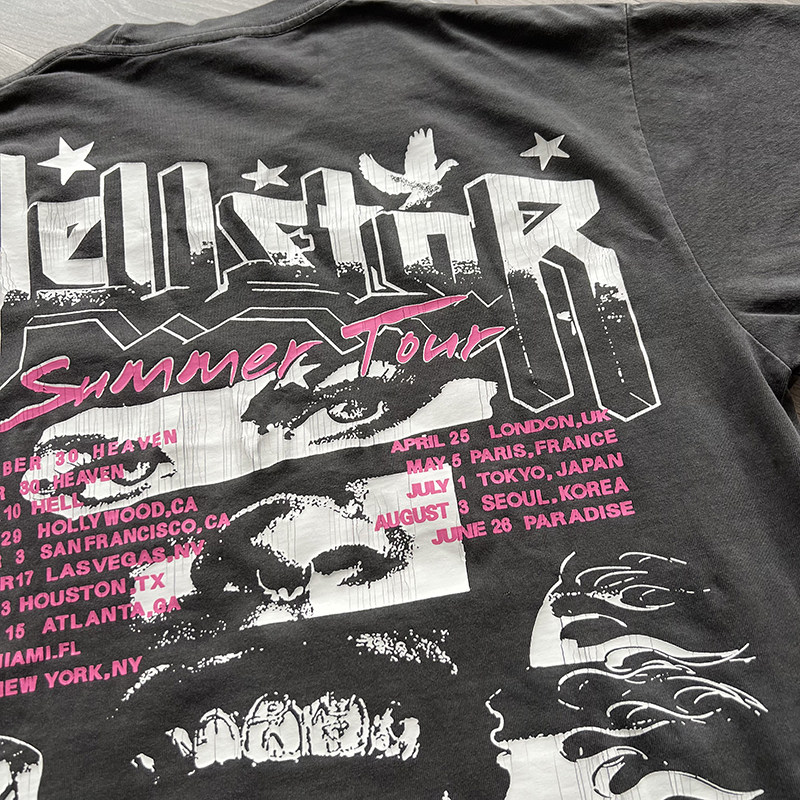 Hellstar
Summer Tour
BER 30 HEAVEN
R 30 HEAVEN
10 HELL
29 HOLLYWOOD,CA
3 SANFRANCISCO,CA
R17 LASVEGAS,NV
3 HOUSTON,TX
15 ATLANTA,GA
MIAMI.FL
NEW YORK,NY
APRIL 25 LONDON,UK
MAY 5 PARIS,FRANCE
JULY 1 TOKYO, JAPAN
AUGUST 3 SEOUL.KOREA
JUNE 26 PARADISE